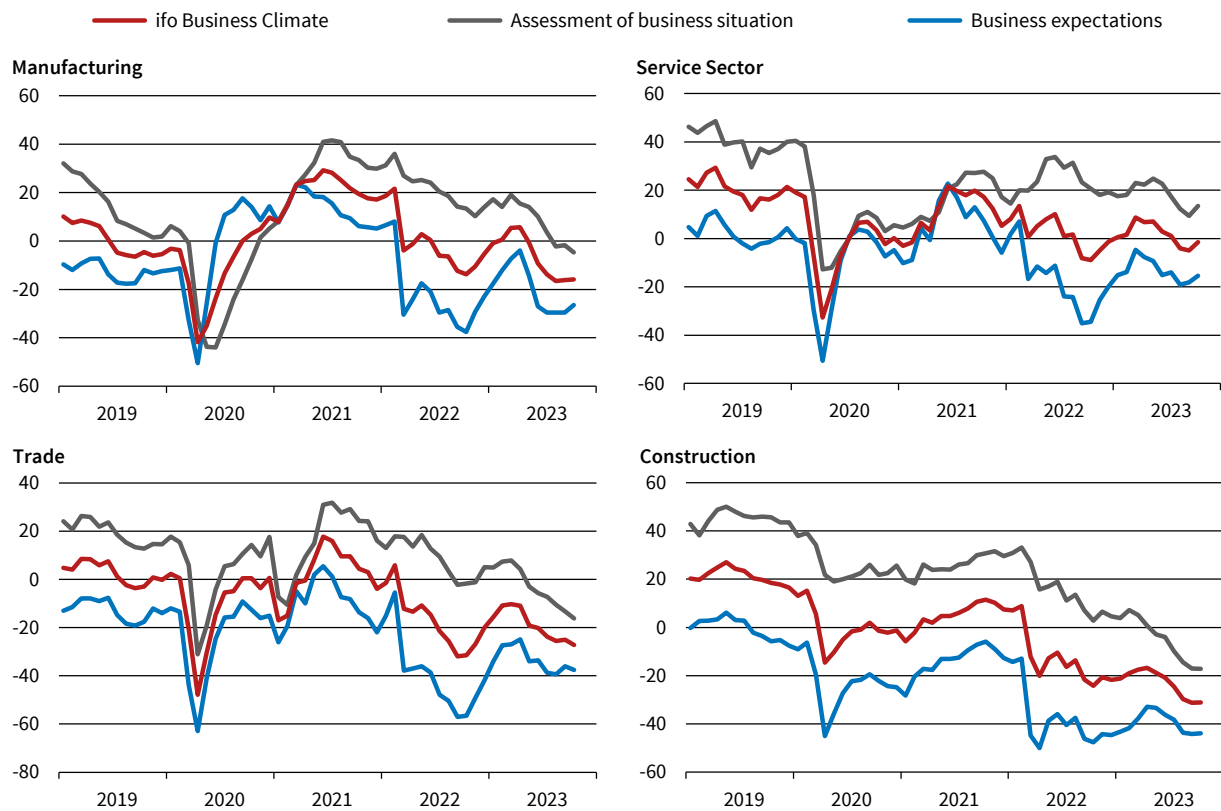 ifo Business Climate
Assessment of business situation
Business expectations
Manufacturing
60
40
20
0
-20
-40
-60
2019 2020 2021 2022 2023
Service Sector
60
40
20
0
-20
-40
-60
2019 2020 2021 2022 2023
Trade
40
20
0
-20
-40
-60
-80
2019 2020 2021 2022 2023
Construction
60
40
20
0
-20
-40
-60
2019 2020 2021 2022 2023